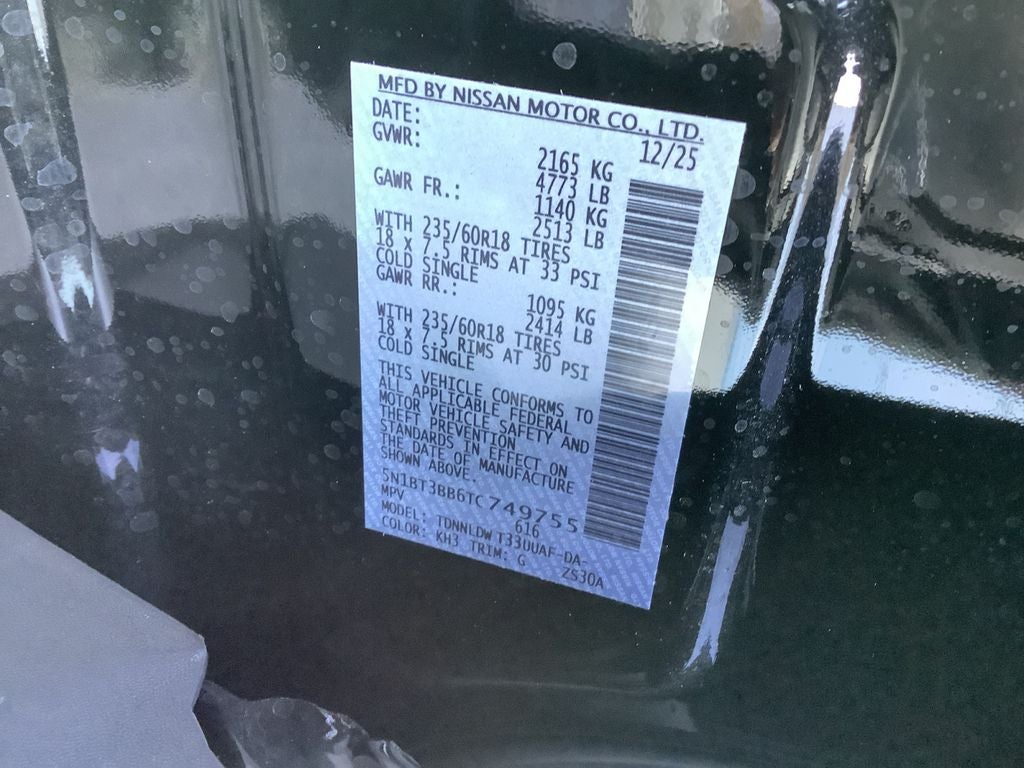 MFD BY NISSAN MOTOR CO., LTD.
DATE: 12/25
GVWR: 2165 KG
4773 LB
GAWR FR.: 1140 KG
2513 LB
WITH 235/60R18 TIRES
18 X 7.5 RIMS AT 33 PSI
COLD SINGLE
GAWR RR.: 1095 KG
2414 LB
WITH 235/60R18 TIRES
18 X 7.5 RIMS AT 30 PSI
COLD SINGLE
THIS VEHICLE CONFORMS TO
ALL APPLICABLE FEDERAL
MOTOR VEHICLE SAFETY AND
THEFT PREVENTION
STANDARDS IN EFFECT ON
THE DATE OF MANUFACTURE
SHOWN ABOVE.
5N1BT3BB6TC749755
MPV 616
MODEL: TDNNLDW T33UUAF-DA-
COLOR: KH3 TRIM: G ZS30A